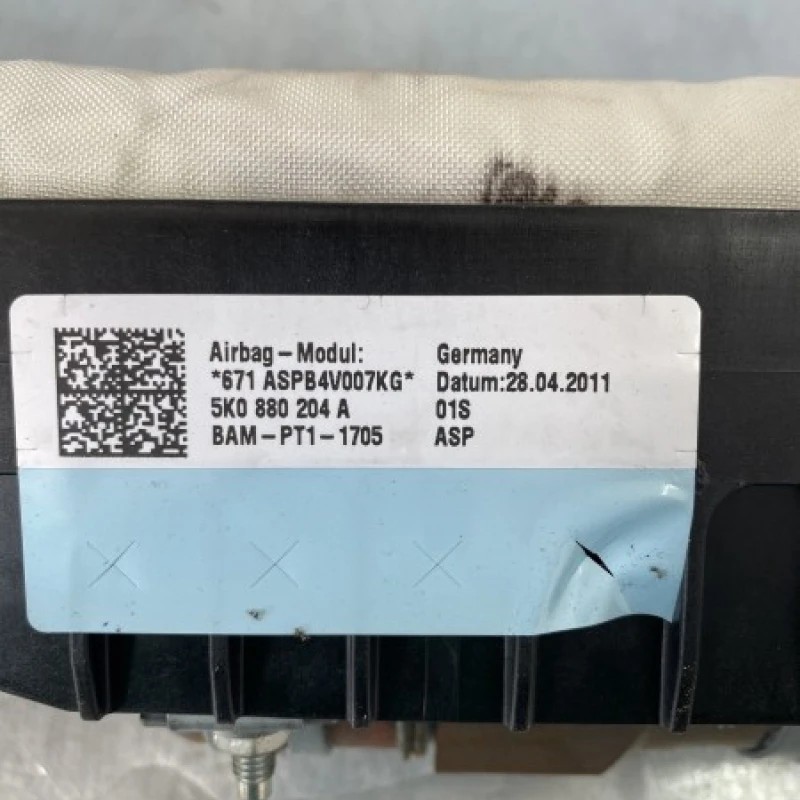 Airbag-Modul: Germany
*671 ASPB4V007KG* Datum:28.04.2011
5K0 880 204 A 01S
BAM-PT1-1705 ASP